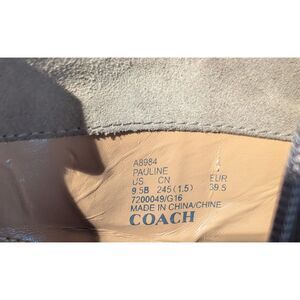 A8984
PAULINE
US CN EUR
9.5B 245(1.5) 39.5
7200049/G16
MADE IN CHINA/CHINE
COACH